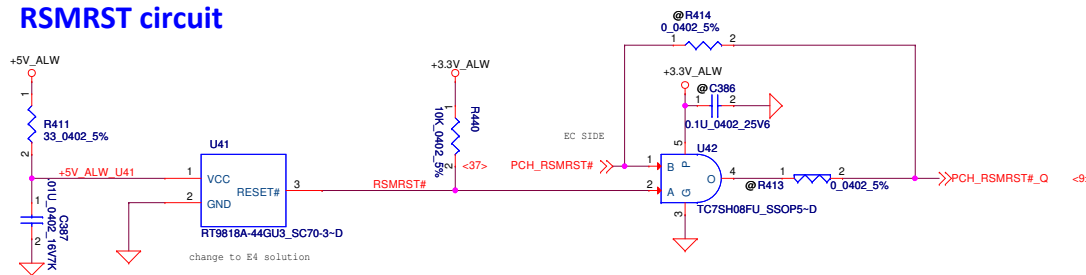 RSMRST circuit
@R414
0_0402_5%
1
2
+5V_ALW
+3.3V_ALW
+3.3V_ALW
@C386
1
2
0.1U_0402_25V6
1
R411
33_0402_5%
2
1
R440
10K_0402_5%
2
EC SIDE
U41
U42
5
<37>
PCH_RSMRST#
1
B
P
+5V_ALW_U41
1
VCC
RESET#
3
RSMRST#
2
A
G
O
4
@R413
1
2
0_0402_5%
PCH_RSMRST#_Q
<9
2
GND
3
TC7SH08FU_SSOP5~D
1
C387
.01U_0402_16V7K
2
RT9818A-44GU3_SC70-3~D
change to E4 solution